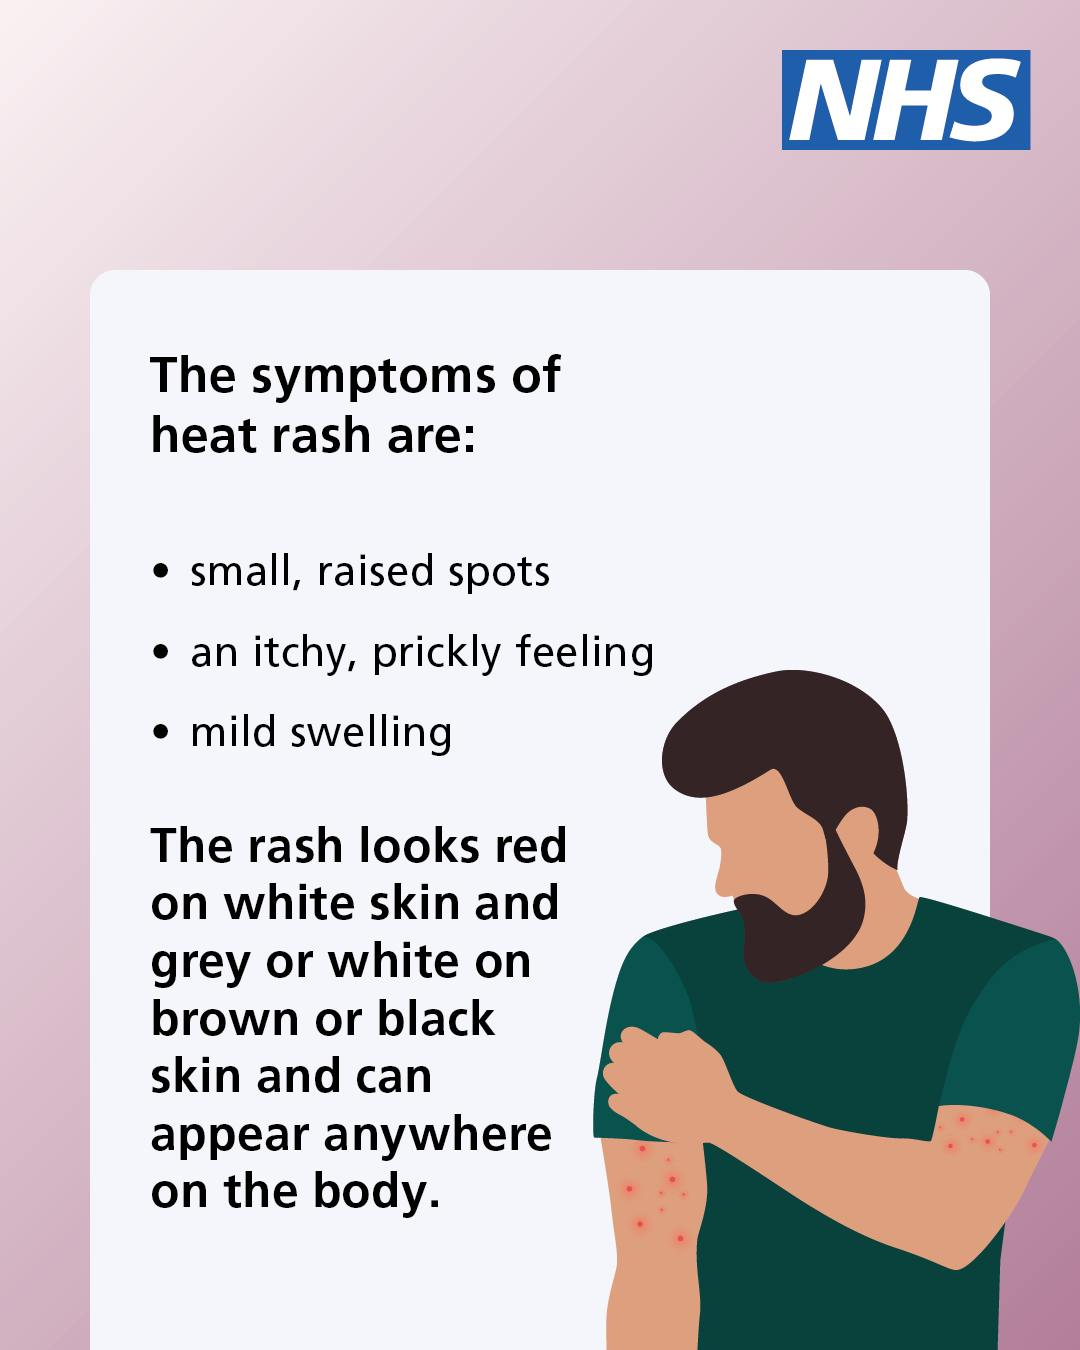 NHS
The symptoms of
heat rash are:
• small, raised spots
• an itchy, prickly feeling
• mild swelling
The rash looks red
on white skin and
grey or white on
brown or black
skin and can
appear anywhere
on the body.